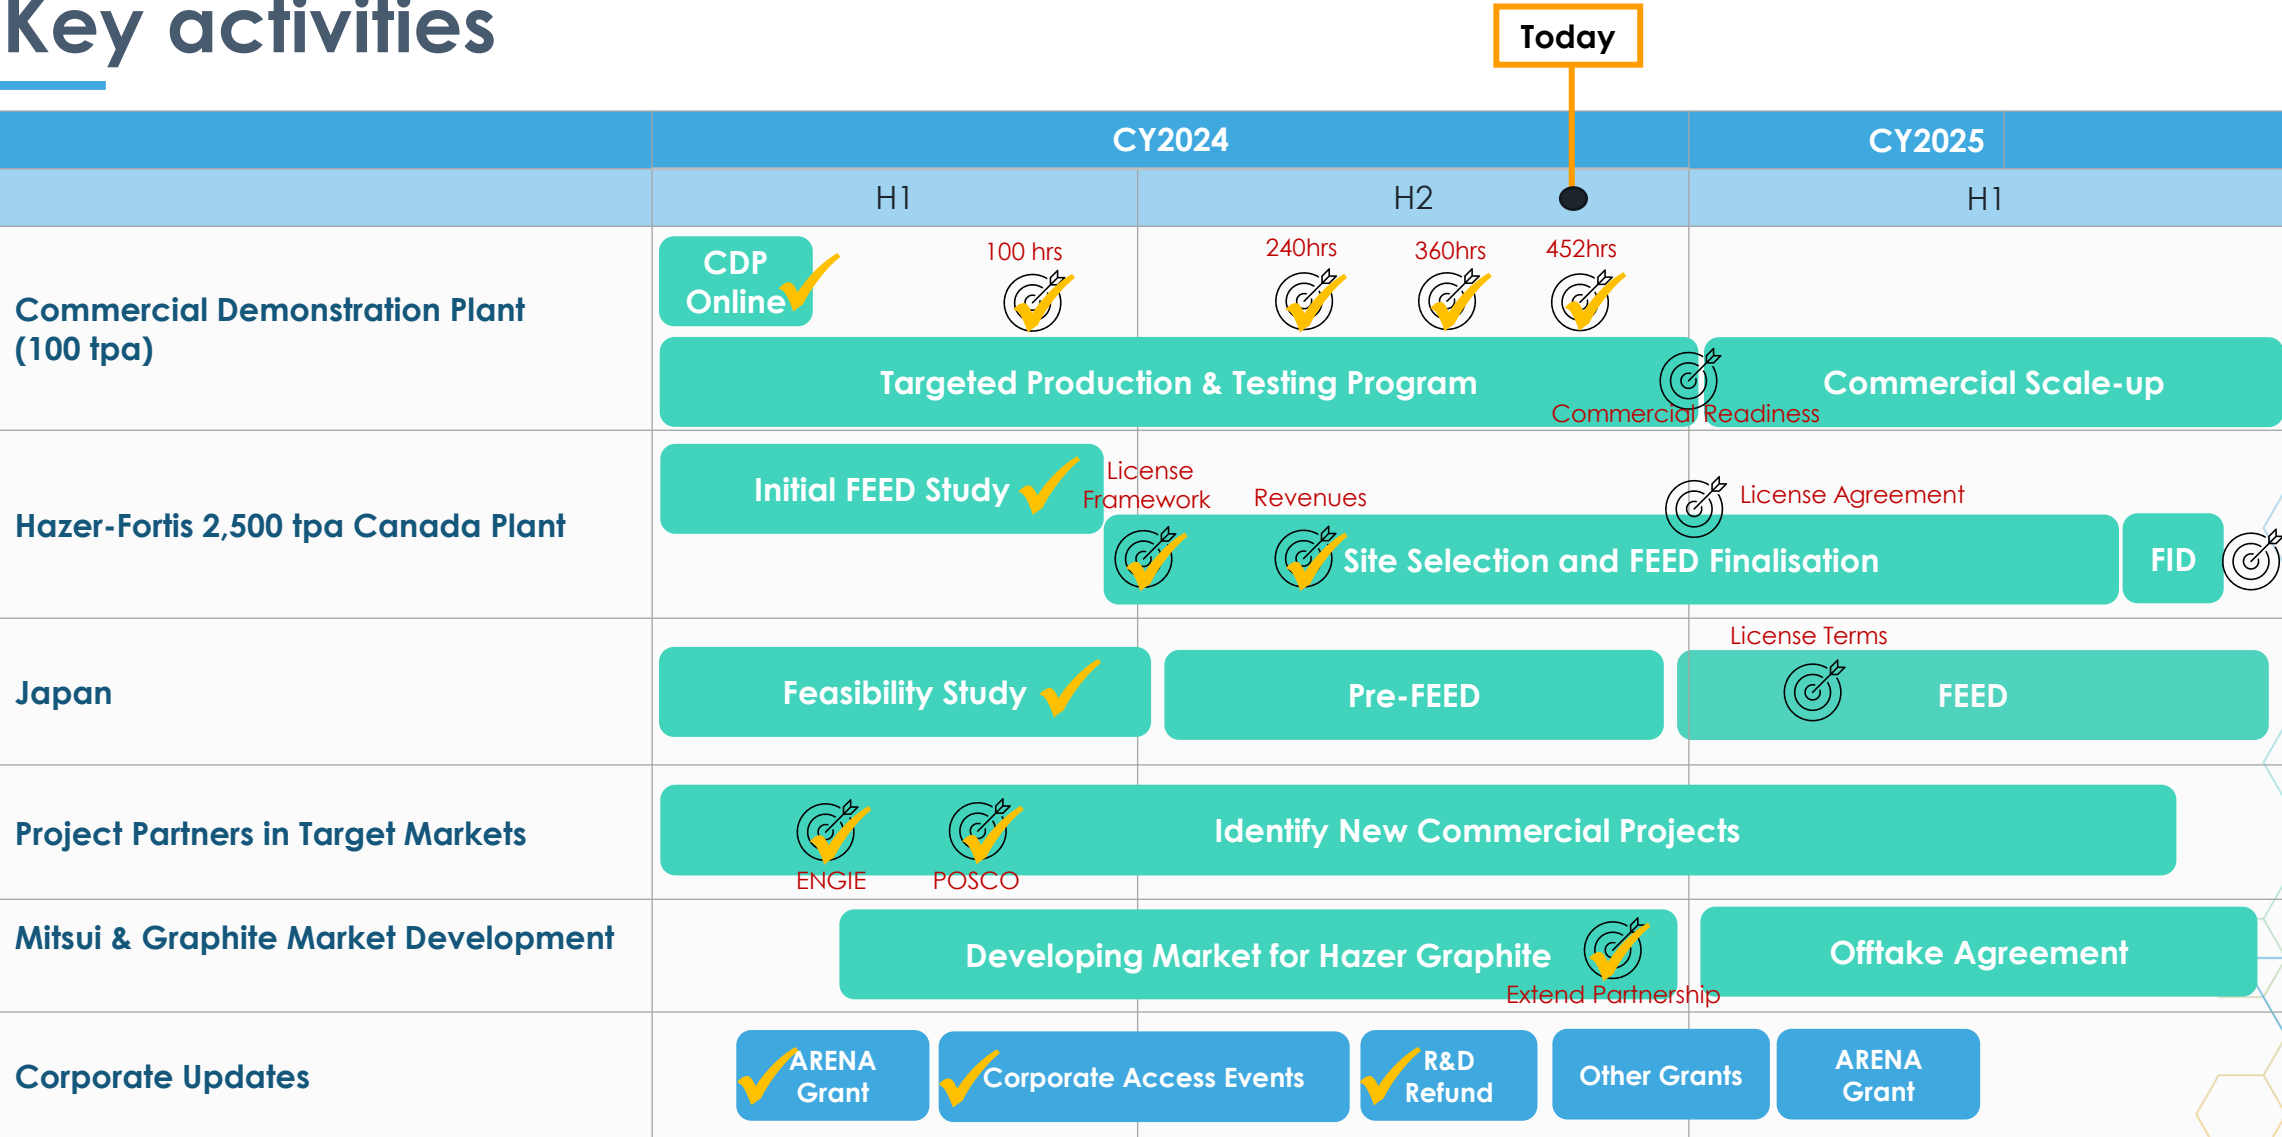 Key activities
Today
CY2024
CY2025
H1
H2
H1
Commercial Demonstration Plant
(100 tpa)
CDP
Online
100 hrs
240hrs
360hrs
452hrs
Targeted Production & Testing Program
Commercial Readiness
Commercial Scale-up
Hazer-Fortis 2,500 tpa Canada Plant
Initial FEED Study
License
Framework
Revenues
License Agreement
Site Selection and FEED Finalisation
FID
Japan
Feasibility Study
Pre-FEED
License Terms
FEED
Project Partners in Target Markets
ENGIE
POSCO
Identify New Commercial Projects
Mitsui & Graphite Market Development
Developing Market for Hazer Graphite
Extend Partnership
Offtake Agreement
Corporate Updates
ARENA
Grant
Corporate Access Events
R&D
Refund
Other Grants
ARENA
Grant